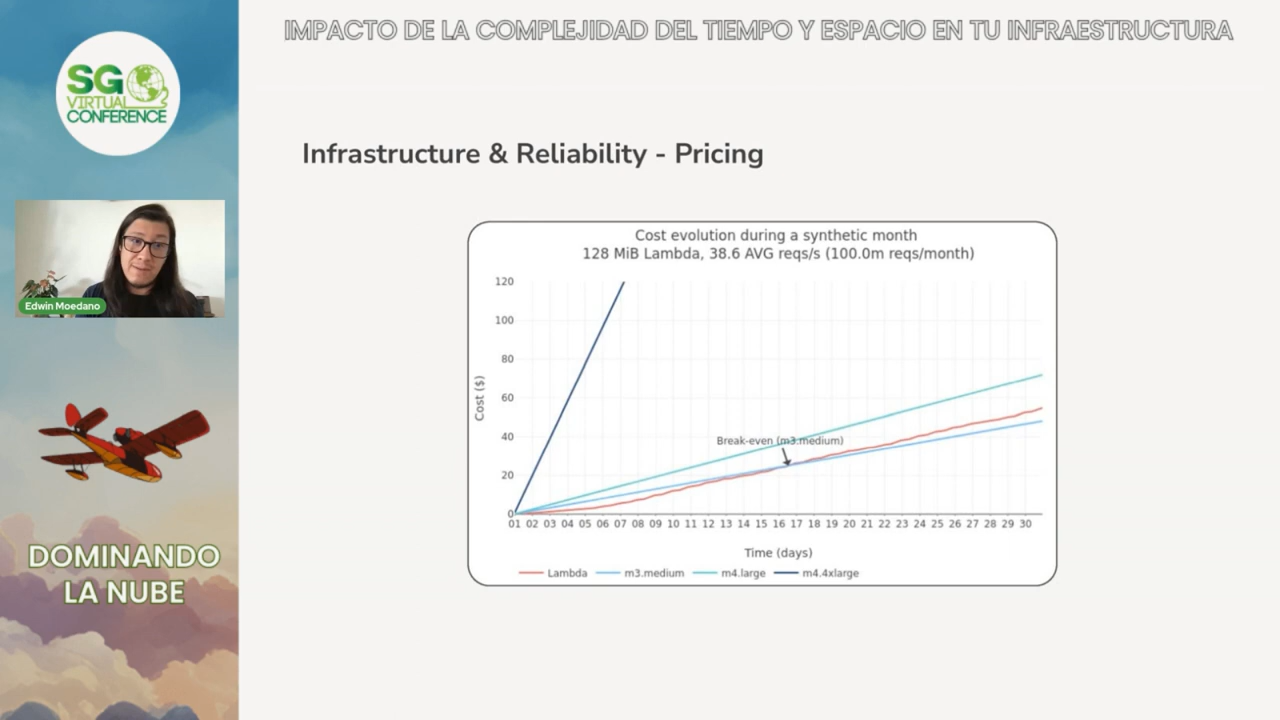 IMPACTO DE LA COMPLEJIDAD DEL TIEMPO Y ESPACIO EN TU INFRAESTRUCTURA
SG
VIRTUAL
CONFERENCE
Edwin Moedano
DOMINANDO
LA NUBE
Infrastructure & Reliability - Pricing
Cost evolution during a synthetic month
128 MiB Lambda, 38.6 AVG reqs/s (100.0m reqs/month)
Cost ($)
120
100
80
60
40
20
0
Break-even (m3.medium)
01 02 03 04 05 06 07 08 09 10 11 12 13 14 15 16 17 18 19 20 21 22 23 24 25 26 27 28 29 30
Time (days)
Lambda m3.medium m4.large m4.4xlarge